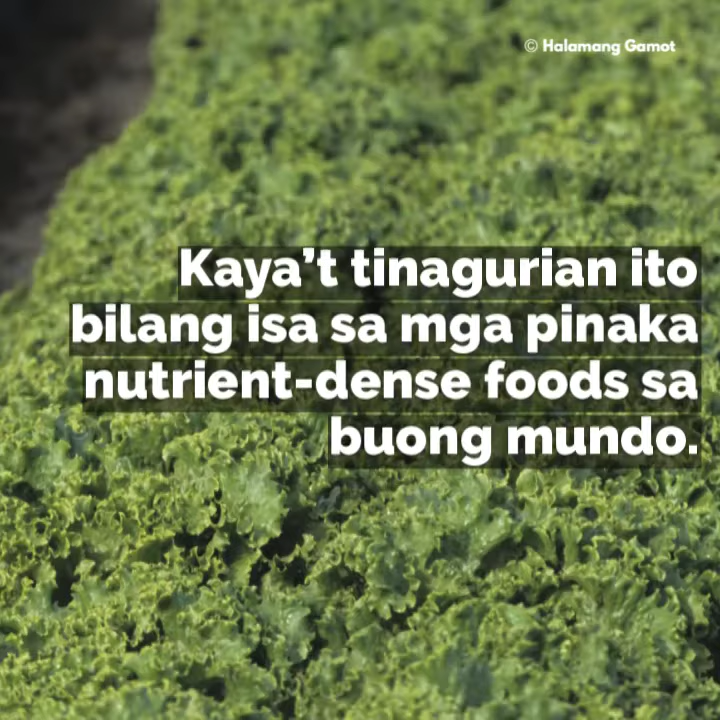 © Halamang Gamot
Kaya't tinagurian ito
bilang isa sa mga pinaka
nutrient-dense foods sa
buong mundo.